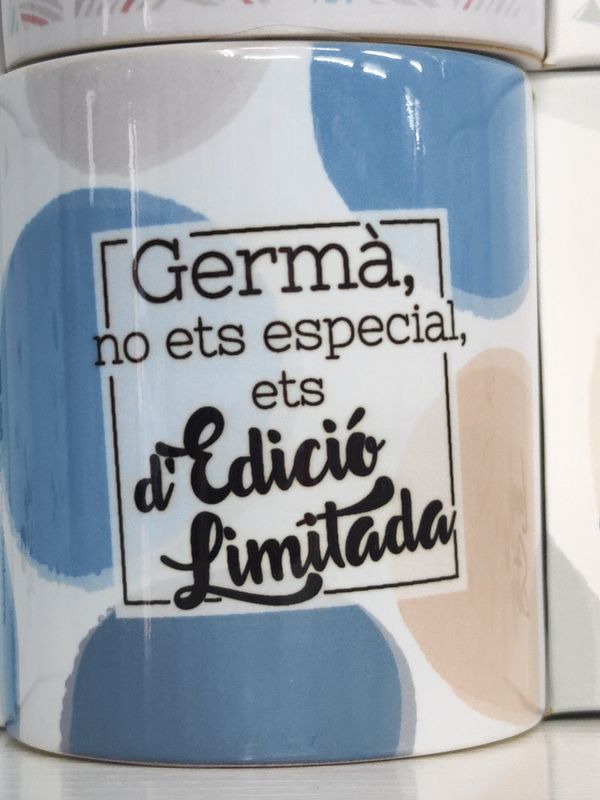 Germà,
no ets especial,
ets
d'Edició
Limitada